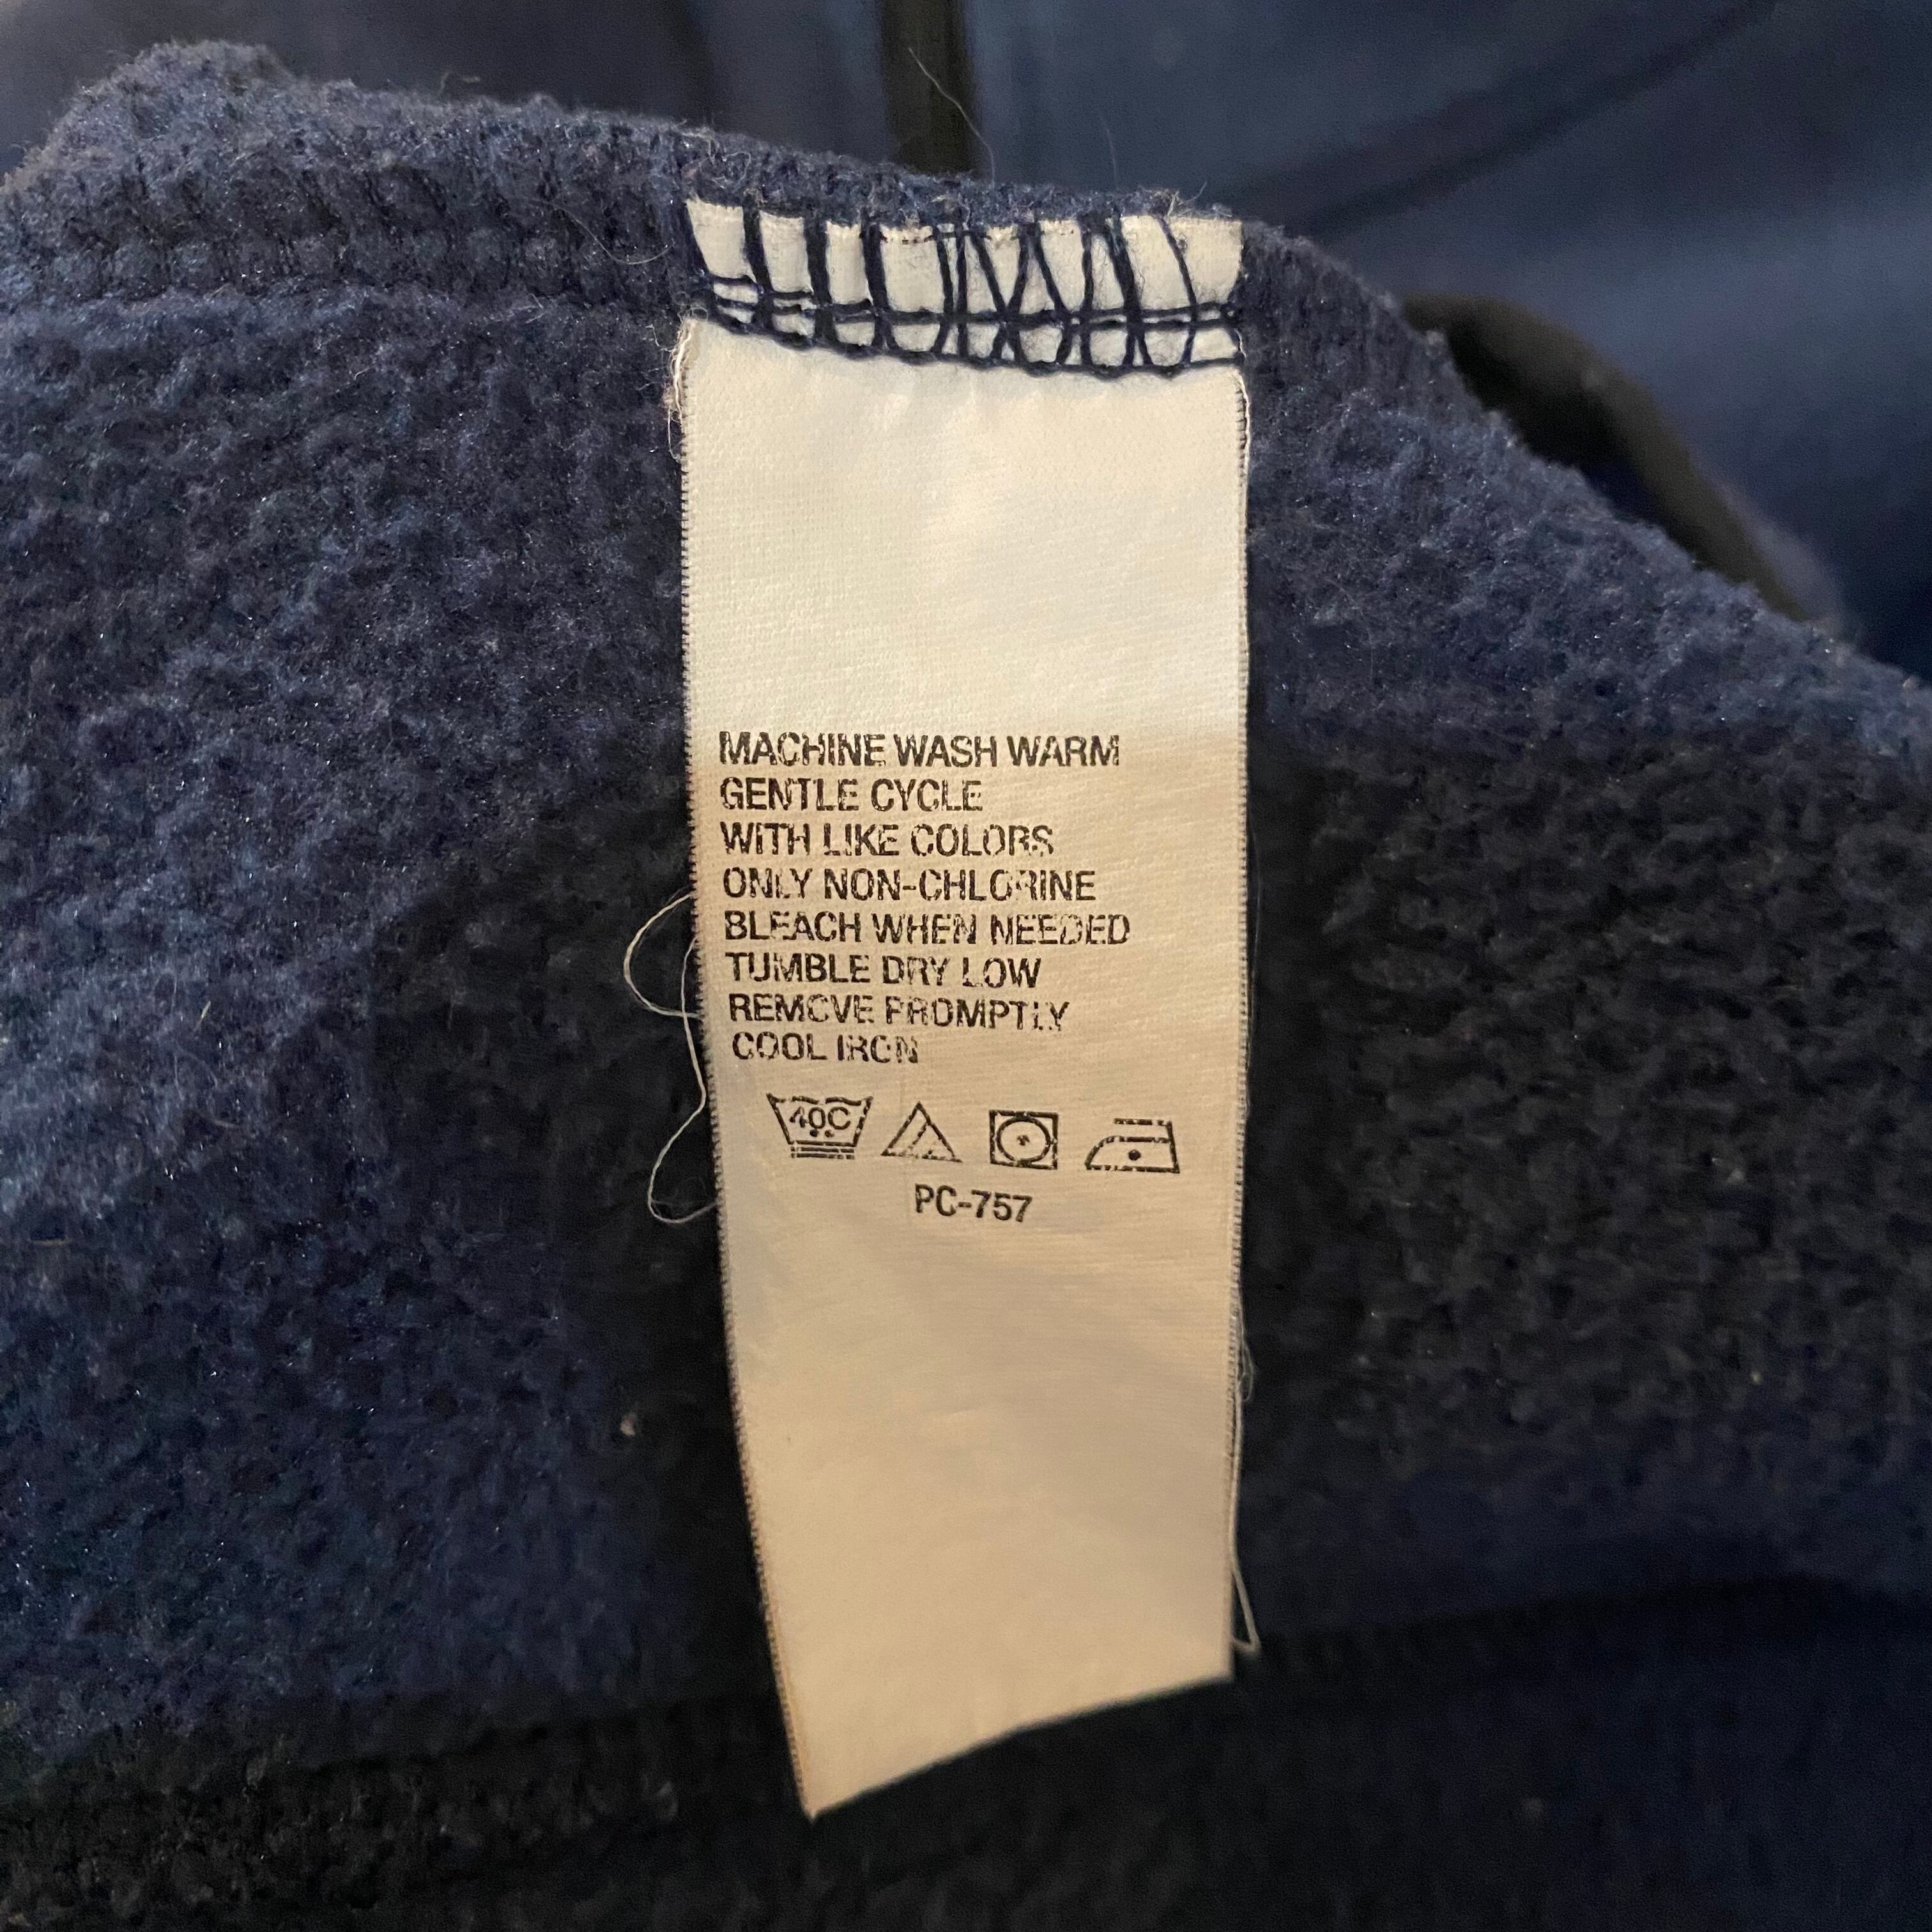 MACHINE WASH WARM
GENTLE CYCLE
WITH LIKE COLORS
ONLY NON-CHLORINE
BLEACH WHEN NEEDED
TUMBLE DRY LOW
REMOVE PROMPTLY
COOL IRON
40C
PC-757